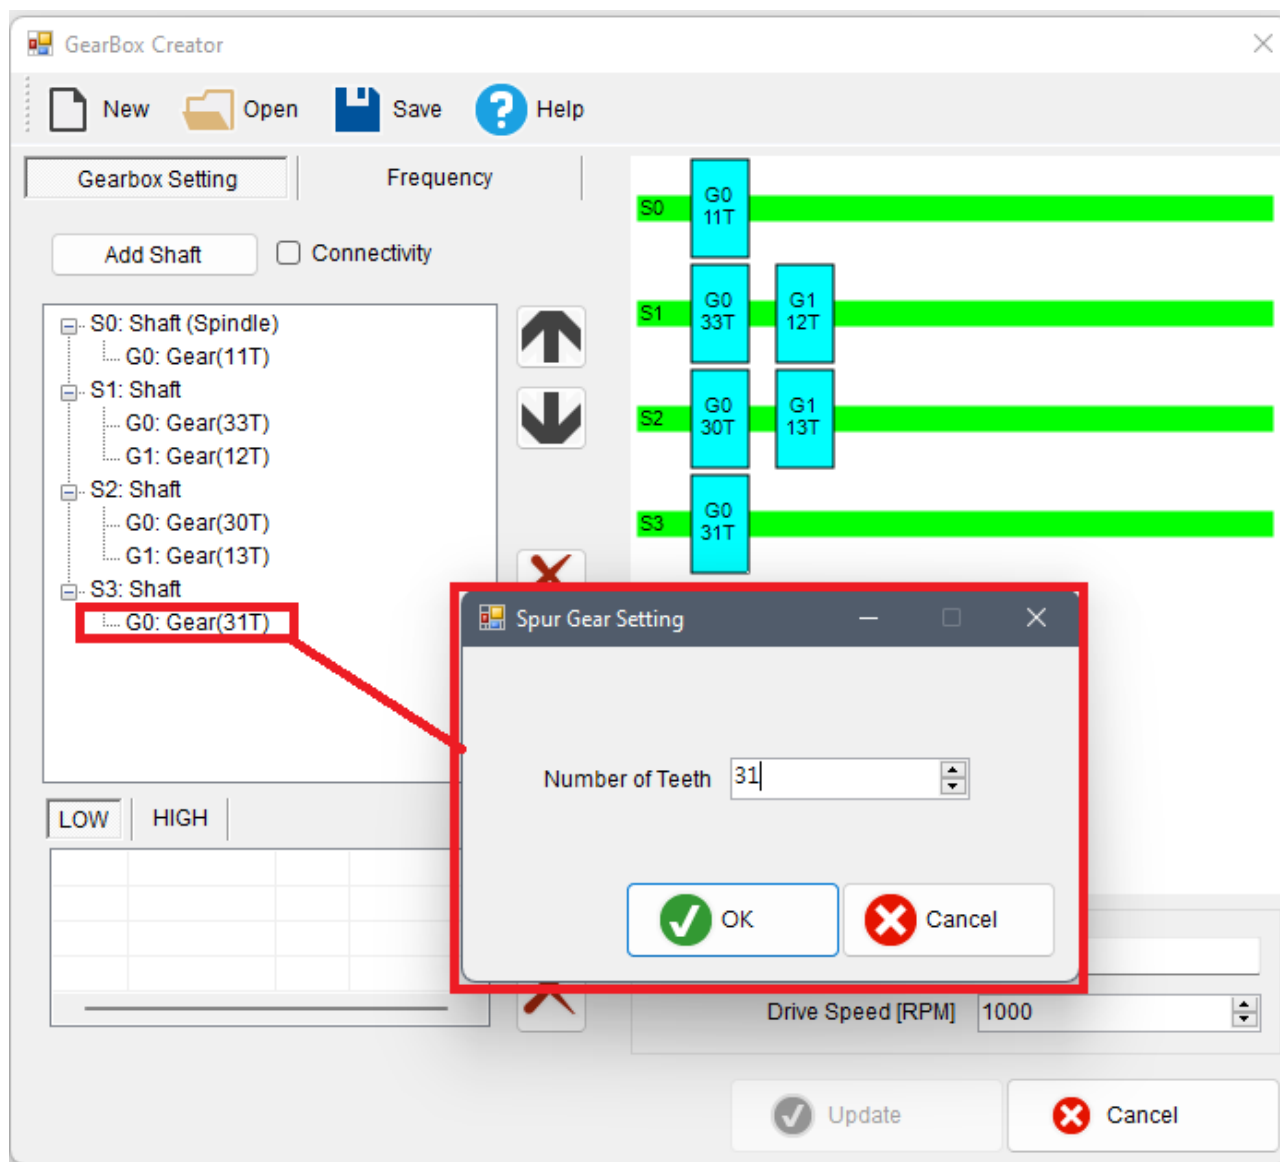 GearBox Creator
New Open Save Help
Gearbox Setting Frequency
Add Shaft Connectivity
S0: Shaft (Spindle)
G0: Gear(11T)
S1: Shaft
G0: Gear(33T)
G1: Gear(12T)
S2: Shaft
G0: Gear(30T)
G1: Gear(13T)
S3: Shaft
G0: Gear(31T)
S0
G0
11T
S1
G0
33T
G1
12T
S2
G0
30T
G1
13T
S3
G0
31T
Spur Gear Setting
Number of Teeth 31
OK Cancel
LOW HIGH
Drive Speed [RPM] 1000
Update Cancel